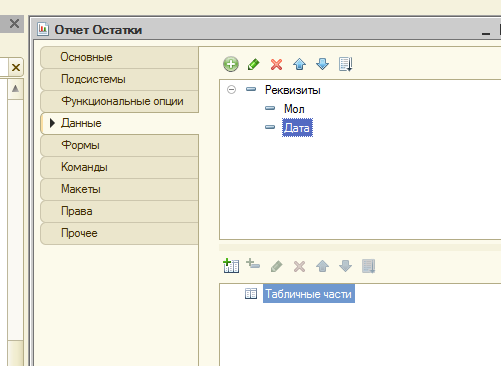 Отчет Остатки
Основные
Подсистемы
Функциональные опции
Данные
Формы
Команды
Макеты
Права
Прочее
Реквизиты
Мол
Дата
Табличные части